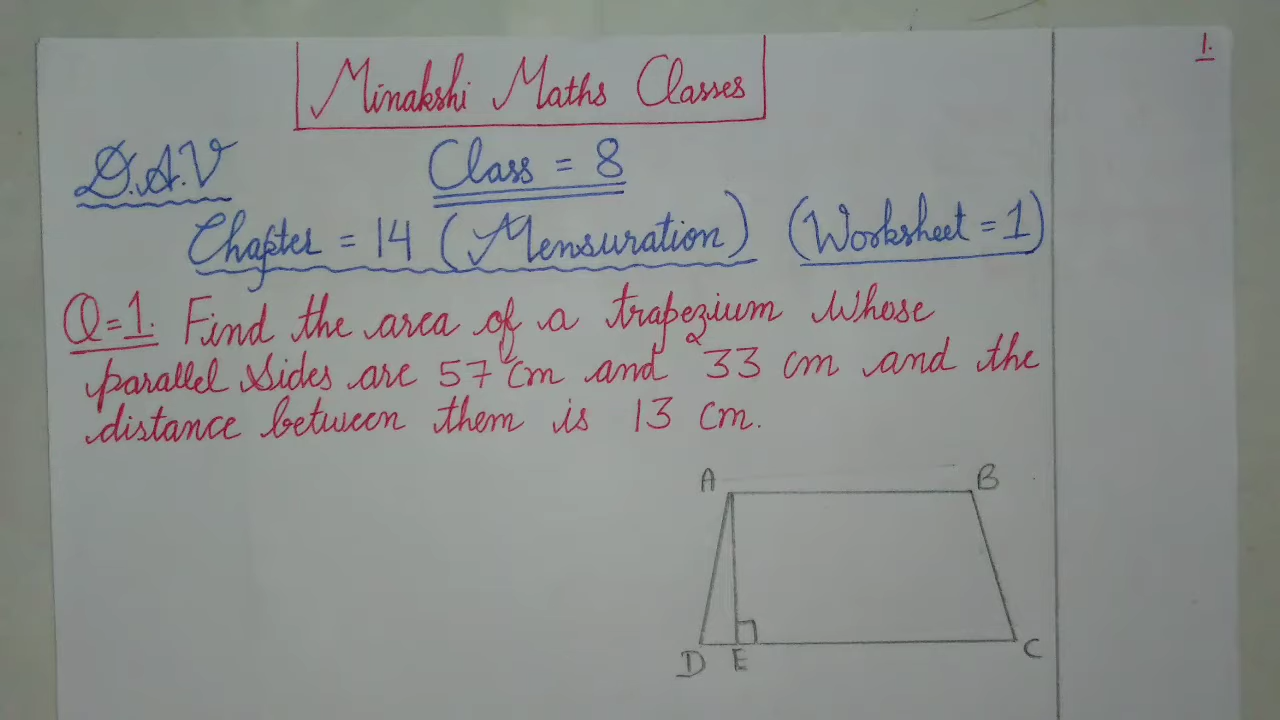 1.
Minakshi Maths Classes
D.A.V Class = 8
Chapter = 14 (Mensuration) (Worksheet = 1)
Q=1. Find the area of a trapezium whose
parallel sides are 57 cm and 33 cm and the
distance between them is 13 cm.
A B
D E C